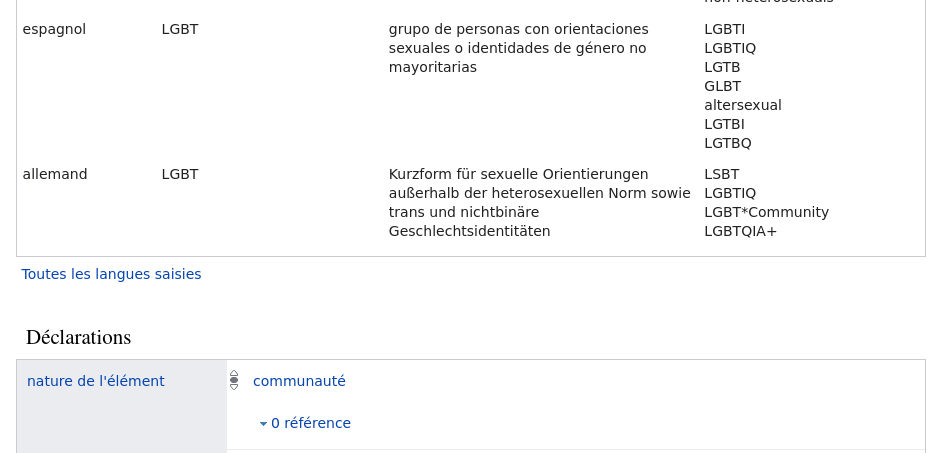 non-heterosexuals
espagnol LGBT grupo de personas con orientaciones LGBTI
sexuales o identidades de género no LGBTIQ
mayoritarias LGTB
GLBT
altersexual
LGTBI
LGTBQ
allemand LGBT Kurzform für sexuelle Orientierungen LSBT
außerhalb der heterosexuellen Norm sowie LGBTIQ
trans und nichtbinäre LGBT*Community
Geschlechtsidentitäten LGBTQIA+
Toutes les langues saisies
Déclarations
nature de l'élément communauté
0 référence